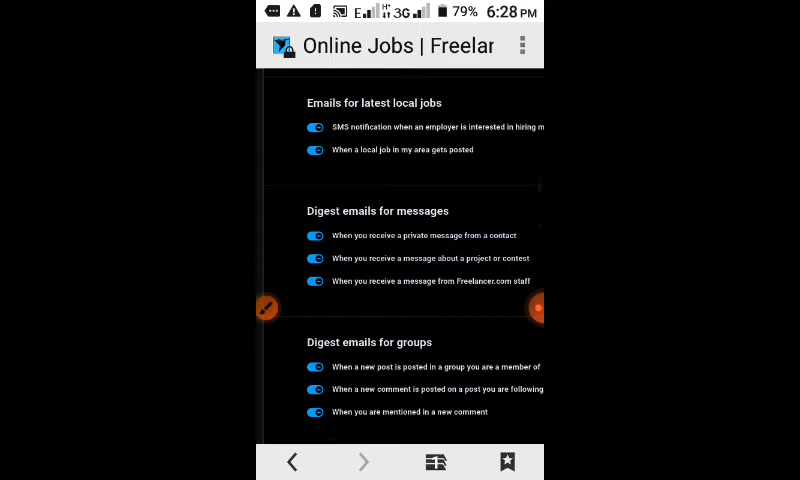 E H+ 3G 79% 6:28 PM
Online Jobs | Freelar
Emails for latest local jobs
SMS notification when an employer is interested in hiring m
When a local job in my area gets posted
Digest emails for messages
When you receive a private message from a contact
When you receive a message about a project or contest
When you receive a message from Freelancer.com staff
Digest emails for groups
When a new post is posted in a group you are a member of
When a new comment is posted on a post you are following
When you are mentioned in a new comment
1